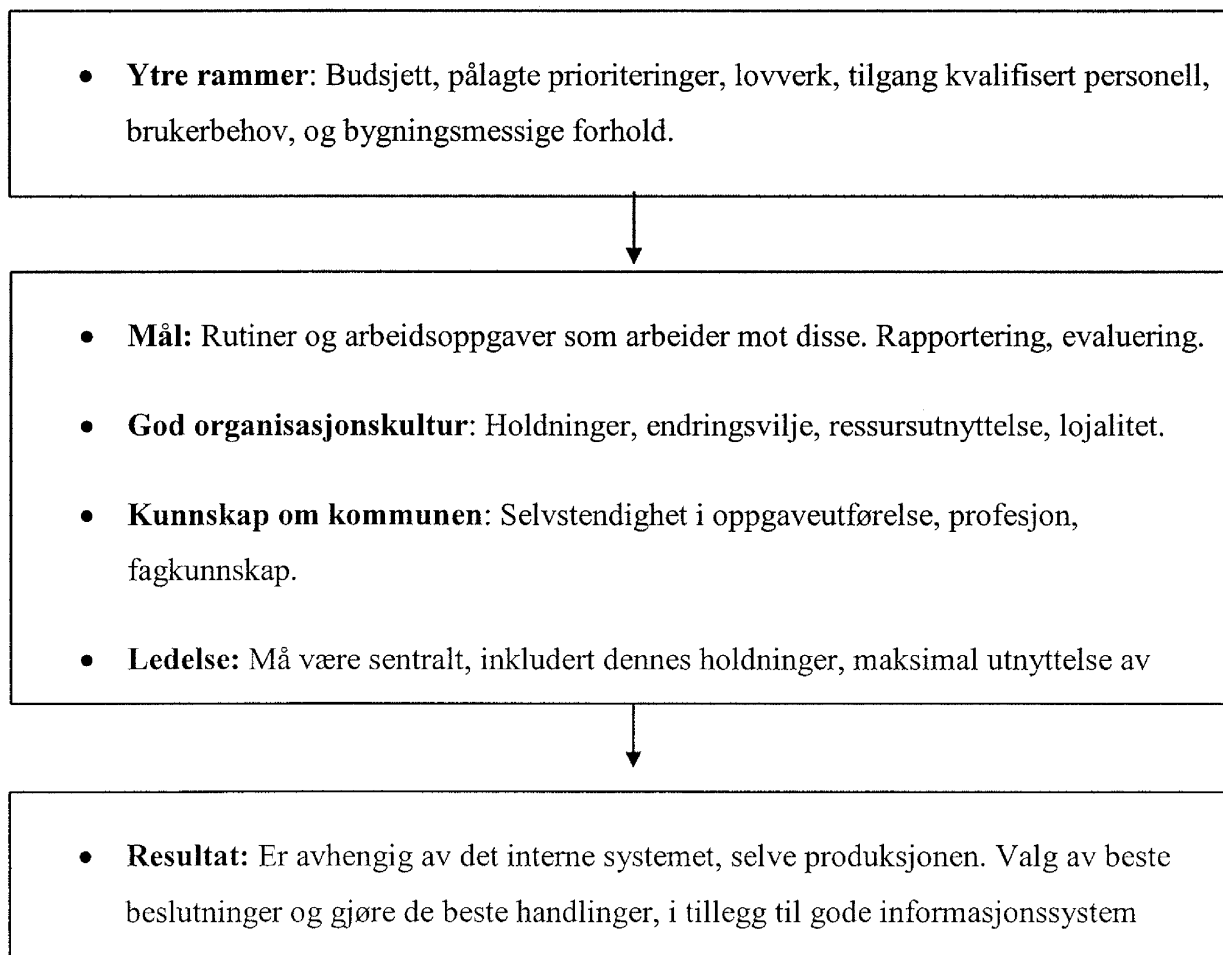 • Ytre rammer: Budsjett, pålagte prioriteringer, lovverk, tilgang kvalifisert personell,
brukerbehov, og bygningsmessige forhold.
• Mål: Rutiner og arbeidsoppgaver som arbeider mot disse. Rapportering, evaluering.
• God organisasjonskultur: Holdninger, endringsvilje, ressursutnyttelse, lojalitet.
• Kunnskap om kommunen: Selvstendighet i oppgaveutførelse, profesjon,
fagkunnskap.
• Ledelse: Må være sentralt, inkludert dennes holdninger, maksimal utnyttelse av
• Resultat: Er avhengig av det interne systemet, selve produksjonen. Valg av beste
beslutninger og gjøre de beste handlinger, i tillegg til gode informasjonssystem